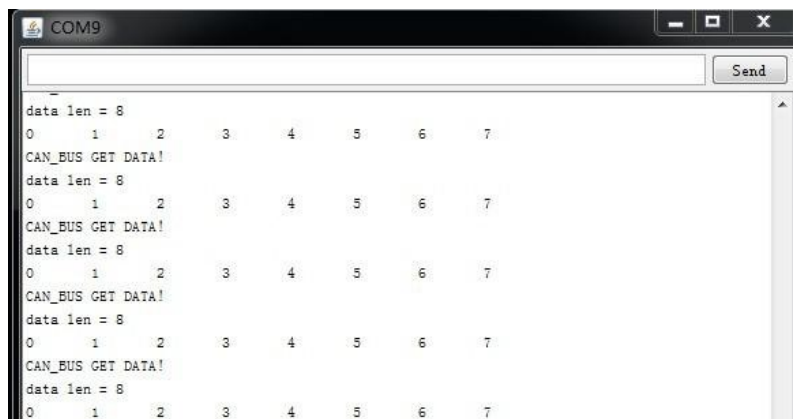 COM9
Send
data len = 8
0 1 2 3 4 5 6 7
CAN_BUS GET DATA!
data len = 8
0 1 2 3 4 5 6 7
CAN_BUS GET DATA!
data len = 8
0 1 2 3 4 5 6 7
CAN_BUS GET DATA!
data len = 8
0 1 2 3 4 5 6 7
CAN_BUS GET DATA!
data len = 8
0 1 2 3 4 5 6 7